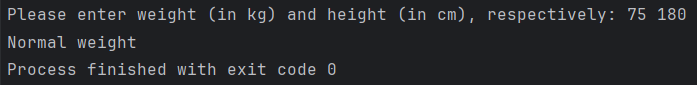 Please enter weight (in kg) and height (in cm), respectively: 75 180
Normal weight
Process finished with exit code 0